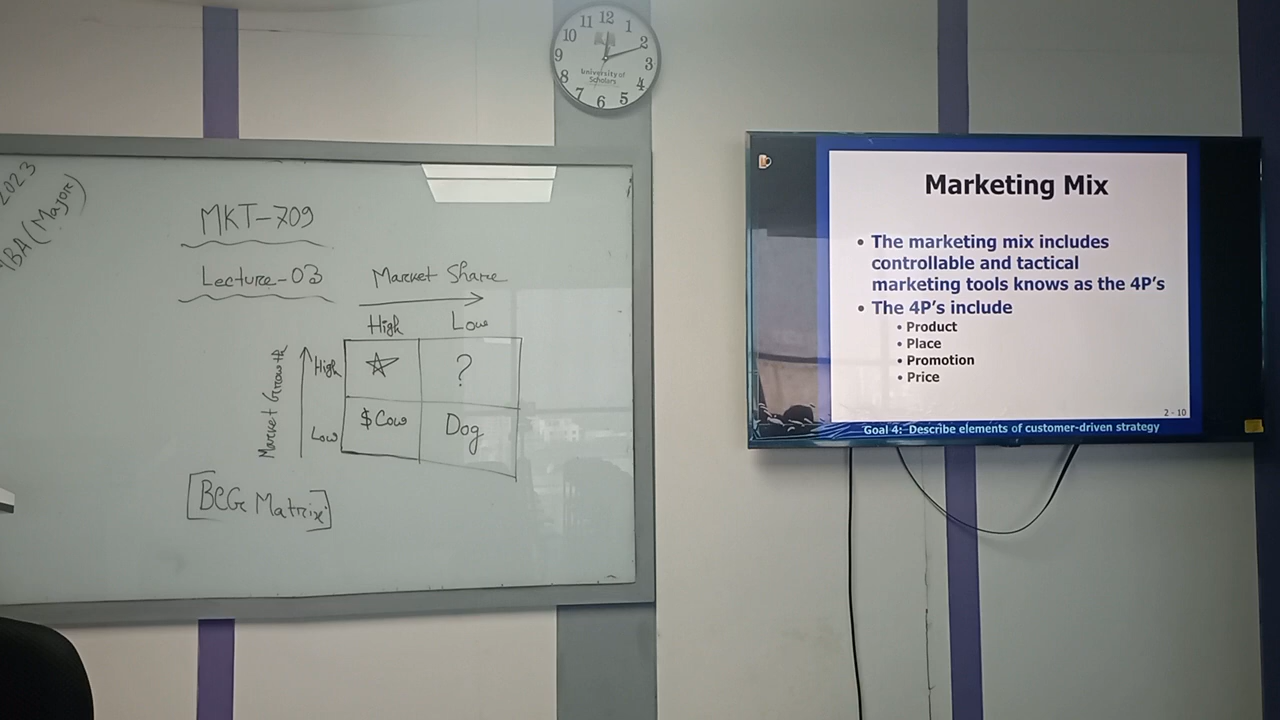 2023
MBA(Major)
MKT-709
Lecture-03
Market Share
High Low
Market Growth
High
?
Low
$ Cow
Dog
[BCG Matrix]
11 12 1
10 2
9 3
8 4
7 6 5
University of
Scholars
Marketing Mix
• The marketing mix includes
controllable and tactical
marketing tools knows as the 4P's
• The 4P's include
• Product
• Place
• Promotion
• Price
2 - 10
Goal 4: Describe elements of customer-driven strategy